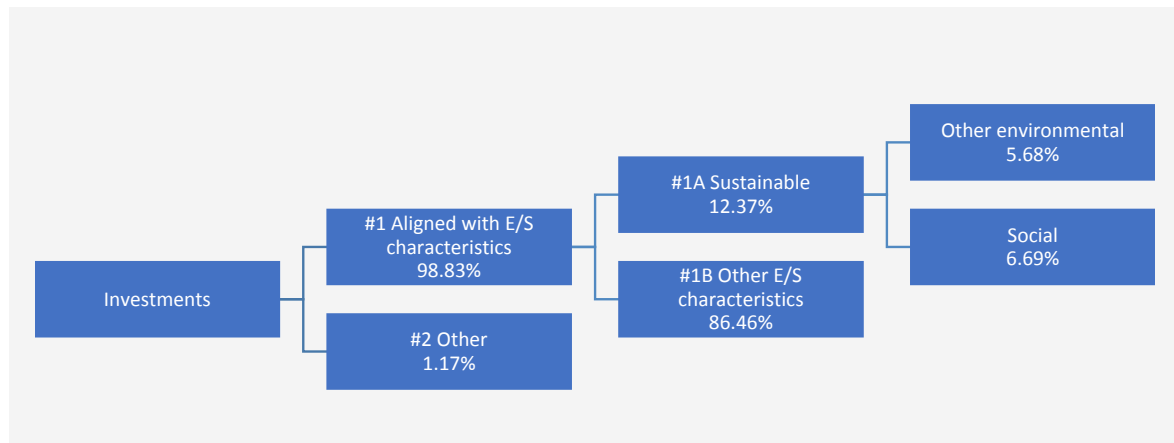 Investments
#1 Aligned with E/S
characteristics
98.83%
#2 Other
1.17%
#1A Sustainable
12.37%
#1B Other E/S
characteristics
86.46%
Other environmental
5.68%
Social
6.69%